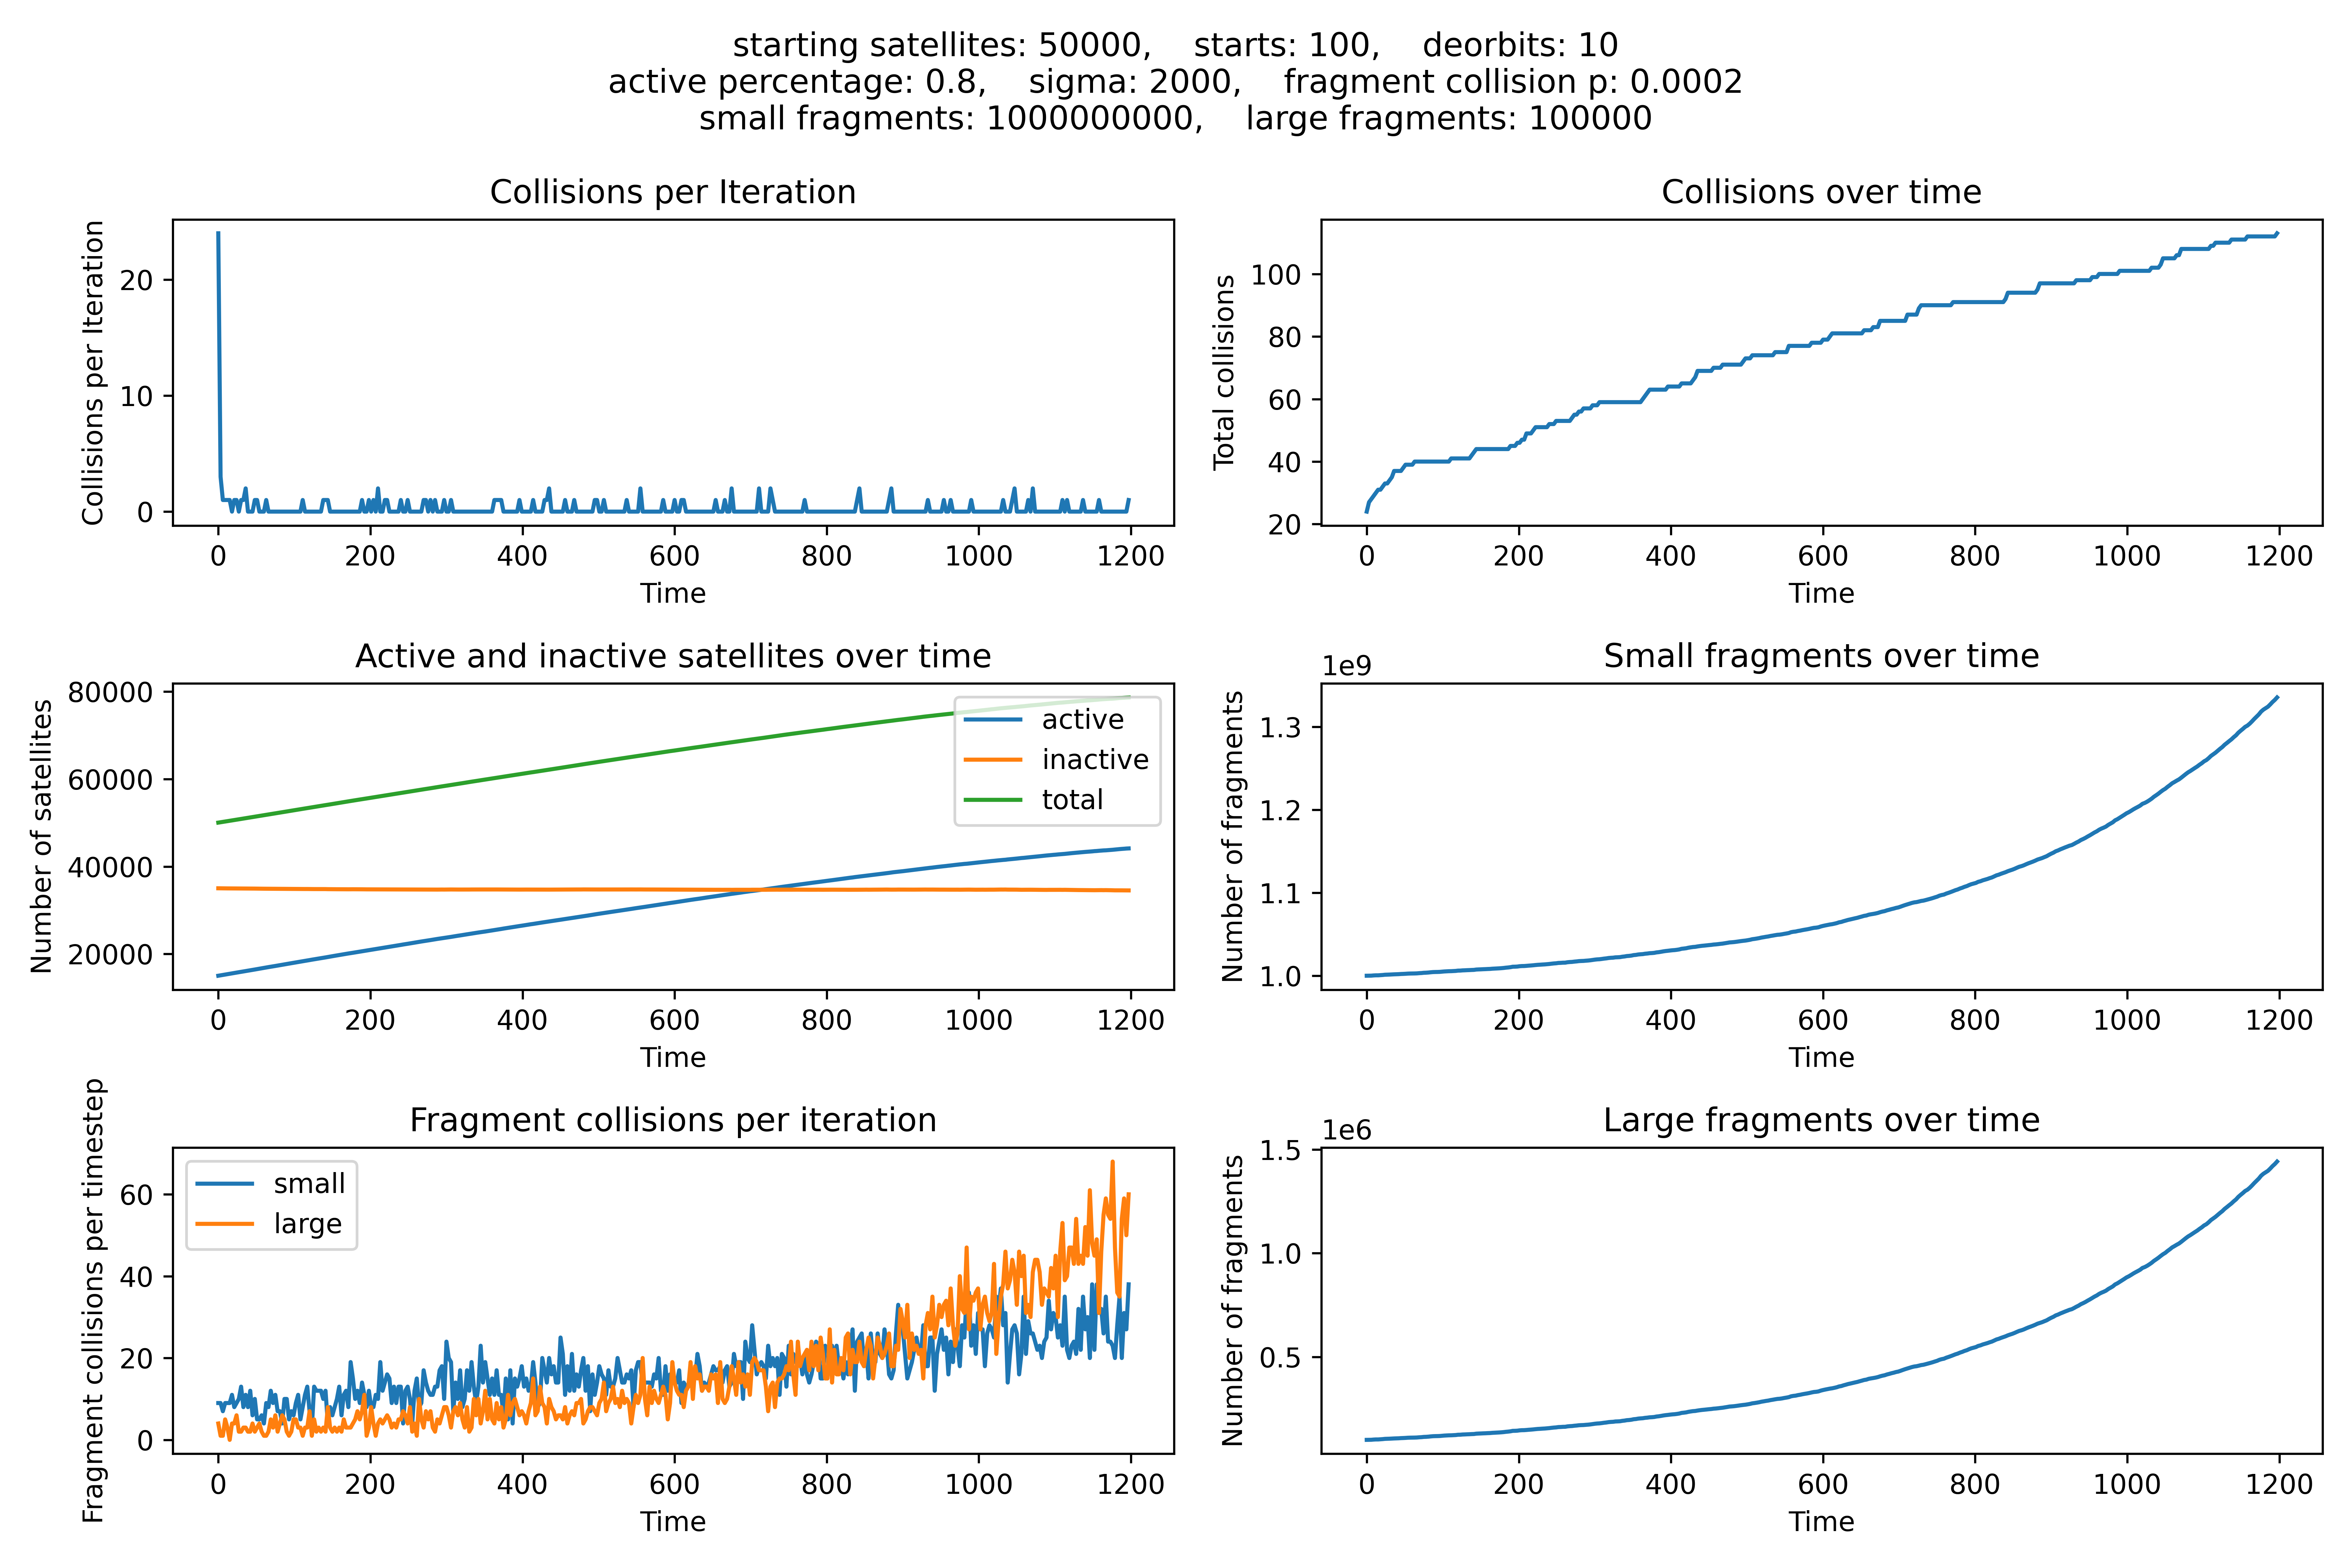 starting satellites: 50000,    starts: 100,    deorbits: 10
active percentage: 0.8,    sigma: 2000,    fragment collision p: 0.0002
small fragments: 1000000000,    large fragments: 100000
Collisions per Iteration
Collisions per Iteration
20
10
0
0 200 400 600 800 1000 1200
Time
Collisions over time
Total collisions
100
80
60
40
20
0 200 400 600 800 1000 1200
Time
Active and inactive satellites over time
Number of satellites
80000
60000
40000
20000
active
inactive
total
0 200 400 600 800 1000 1200
Time
Small fragments over time
1e9
Number of fragments
1.3
1.2
1.1
1.0
0 200 400 600 800 1000 1200
Time
Fragment collisions per iteration
Fragment collisions per timestep
60
40
20
0
small
large
0 200 400 600 800 1000 1200
Time
Large fragments over time
1e6
Number of fragments
1.5
1.0
0.5
0 200 400 600 800 1000 1200
Time